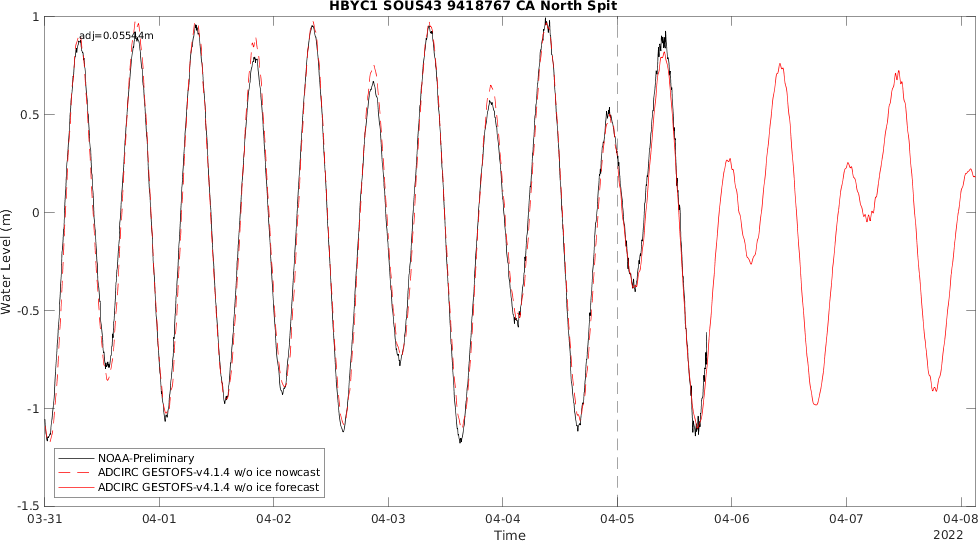 HBYC1 SOUS43 9418767 CA North Spit
adj=0.05544m
1
0.5
0
-0.5
-1
-1.5
Water Level (m)
NOAA-Preliminary
ADCIRC GESTOFS-v4.1.4 w/o ice nowcast
ADCIRC GESTOFS-v4.1.4 w/o ice forecast
03-31 04-01 04-02 04-03 04-04 04-05 04-06 04-07 04-08
Time
2022